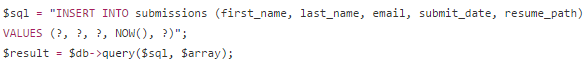 $sql = "INSERT INTO submissions (first_name, last_name, email, submit_date, resume_path)
VALUES (?, ?, ?, NOW(), ?)";
$result = $db->query($sql, $array);